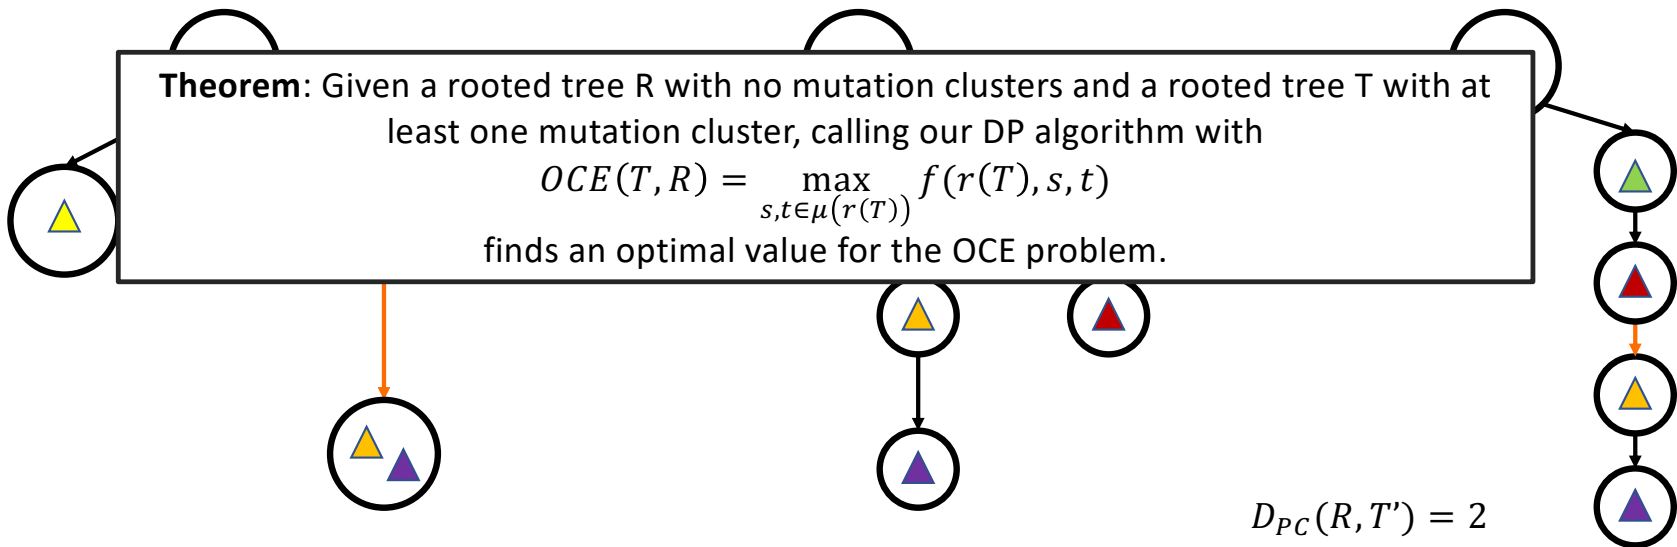 Theorem: Given a rooted tree R with no mutation clusters and a rooted tree T with at
least one mutation cluster, calling our DP algorithm with
𝑂𝐶𝐸(𝑇, 𝑅) = max 𝑓(𝑟(𝑇), 𝑠, 𝑡)
𝑠,𝑡∈𝜇(𝑟(𝑇))
finds an optimal value for the OCE problem.
𝐷𝑃𝐶(𝑅, 𝑇’) = 2